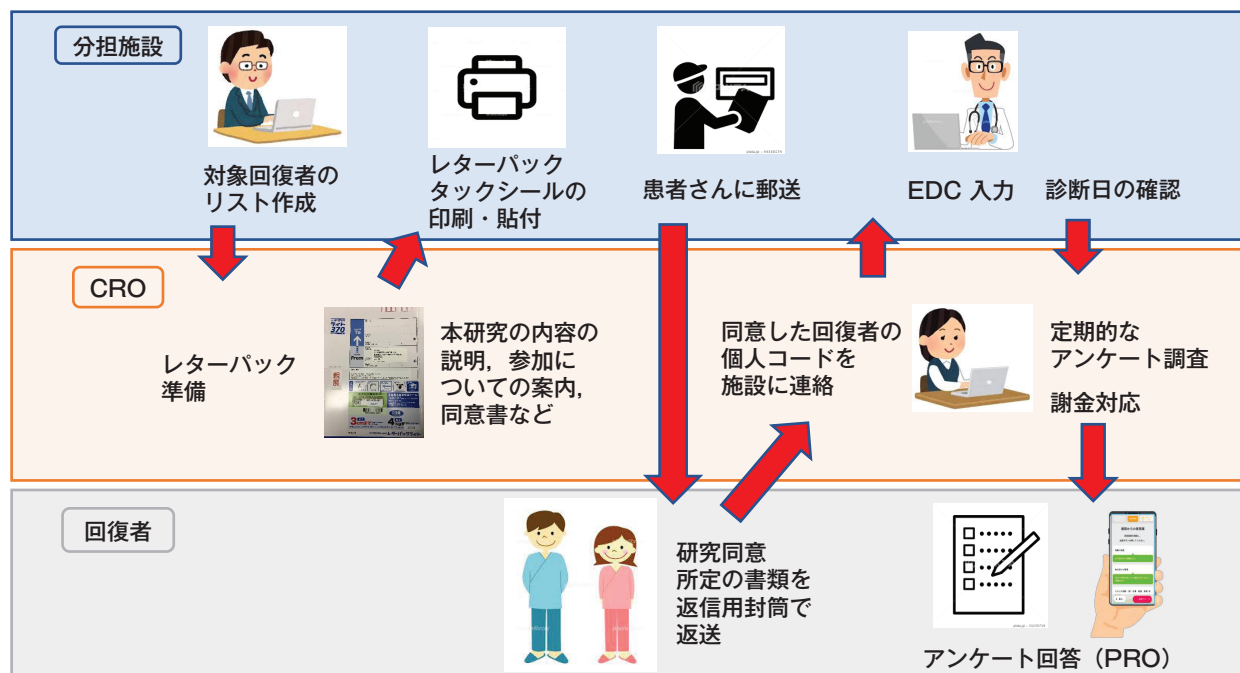 分担施設
対象回復者の
リスト作成
レターパック
タックシールの
印刷・貼付
患者さんに郵送
EDC 入力
診断日の確認
CRO
レターパック
準備
370
From
本研究の内容の
説明，参加に
ついての案内，
同意書など
同意した回復者の
個人コードを
施設に連絡
定期的な
アンケート調査
謝金対応
回復者
研究同意
所定の書類を
返信用封筒で
返送
アンケート回答（PRO）